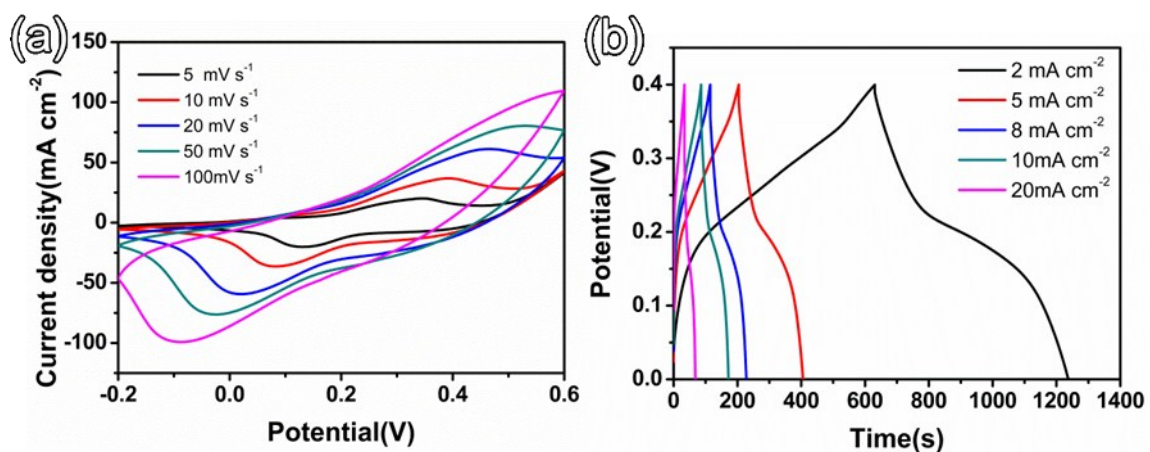 (a)
150
100
50
0
-50
-100
-0.2 0.0 0.2 0.4 0.6
Current density(mA cm⁻²)
Potential(V)
5 mV s⁻¹
10 mV s⁻¹
20 mV s⁻¹
50 mV s⁻¹
100mV s⁻¹
(b)
0.4
0.3
0.2
0.1
0.0
0 200 400 600 800 1000 1200 1400
Potential(V)
Time(s)
2 mA cm⁻²
5 mA cm⁻²
8 mA cm⁻²
10mA cm⁻²
20mA cm⁻²